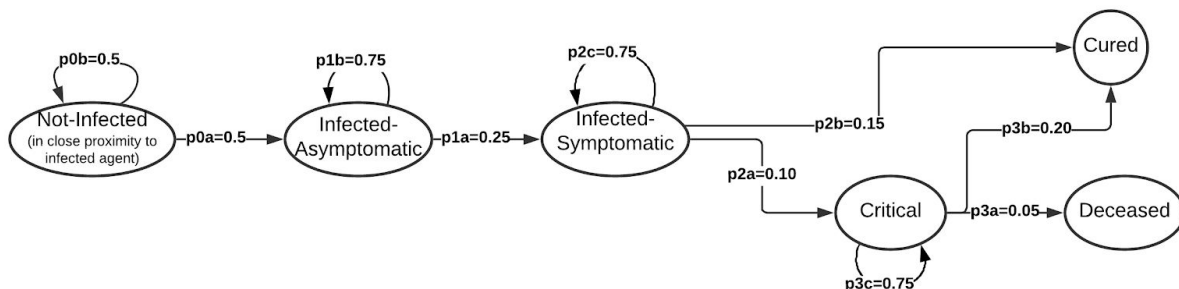 p0b=0.5
Not-Infected
(in close proximity to
infected agent)
p0a=0.5
p1b=0.75
Infected-
Asymptomatic
p1a=0.25
p2c=0.75
Infected-
Symptomatic
p2b=0.15
p2a=0.10
Cured
p3b=0.20
Critical
p3a=0.05
Deceased
p3c=0.75